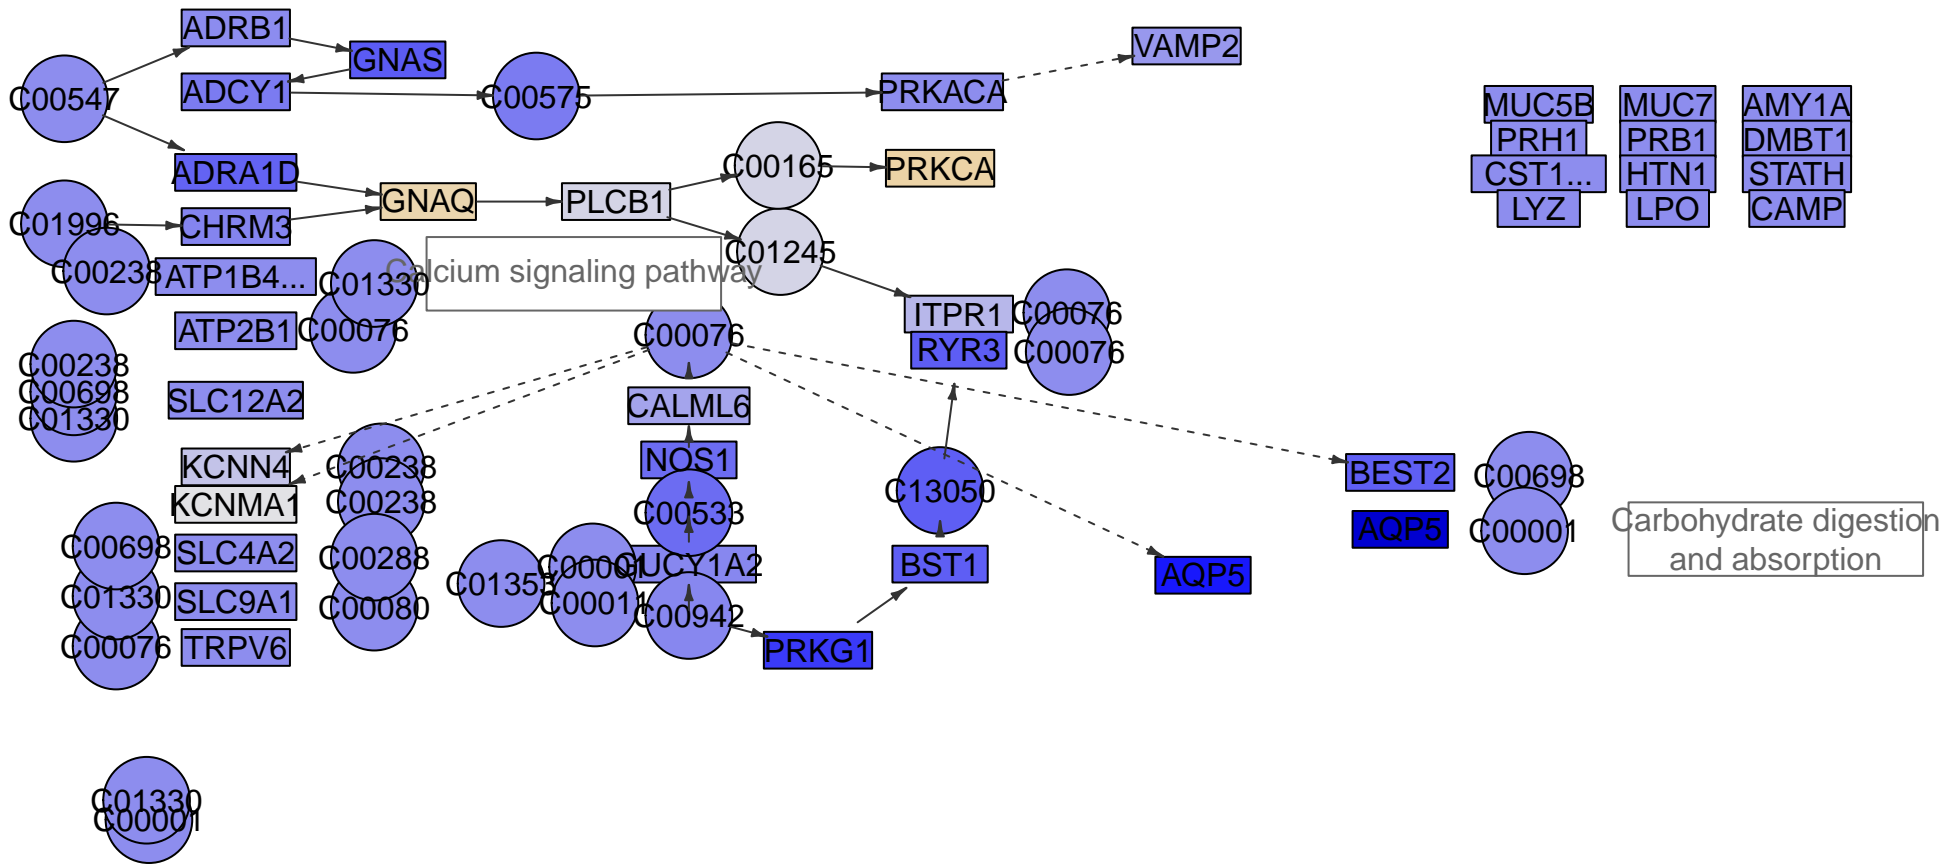 ADRB1
GNAS
VAMP2
C00547
ADCY1
C00575
PRKACA
MUC5B
MUC7
AMY1A
PRH1
PRB1
DMBT1
ADRA1D
C00165
PRKCA
CST1...
HTN1
STATH
GNAQ
PLCB1
LYZ
LPO
CAMP
C01996
CHRM3
C01245
C00238
ATP1B4...
C01330
Calcium signaling pathway
ITPR1
C00076
ATP2B1
C00076
C00076
RYR3
C00076
C00238
C00698
C01330
SLC12A2
CALML6
KCNN4
C00238
NOS1
BEST2
C00698
KCNMA1
C00238
C00533
C13050
AQP5
C00001
Carbohydrate digestion
and absorption
C00698
SLC4A2
C00288
C01353
C00001
GUCY1A2
BST1
AQP5
C01330
SLC9A1
C00080
C00011
C00942
C00076
TRPV6
PRKG1
C01330
C00001